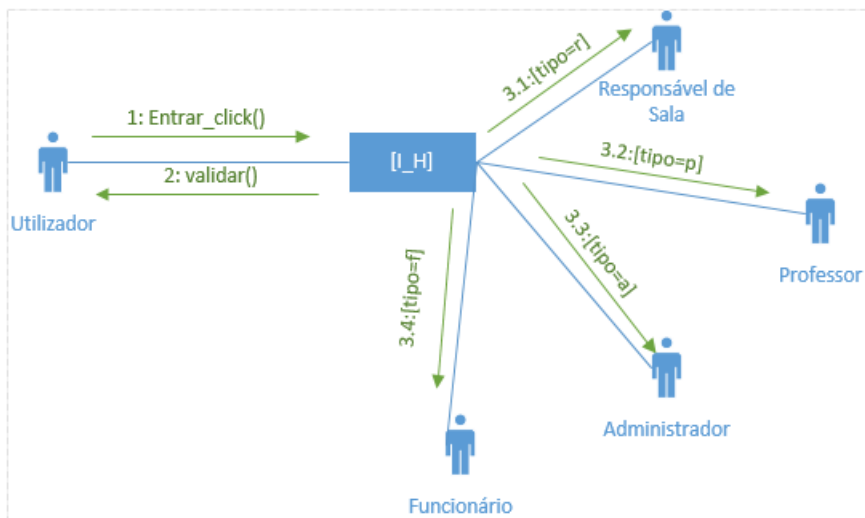 3.1:[tipo=r]
Responsável de
Sala
1: Entrar_click()
[I_H]
3.2:[tipo=p]
2: validar()
Utilizador
3.3:[tipo=a]
Professor
3.4:[tipo=f]
Administrador
Funcionário